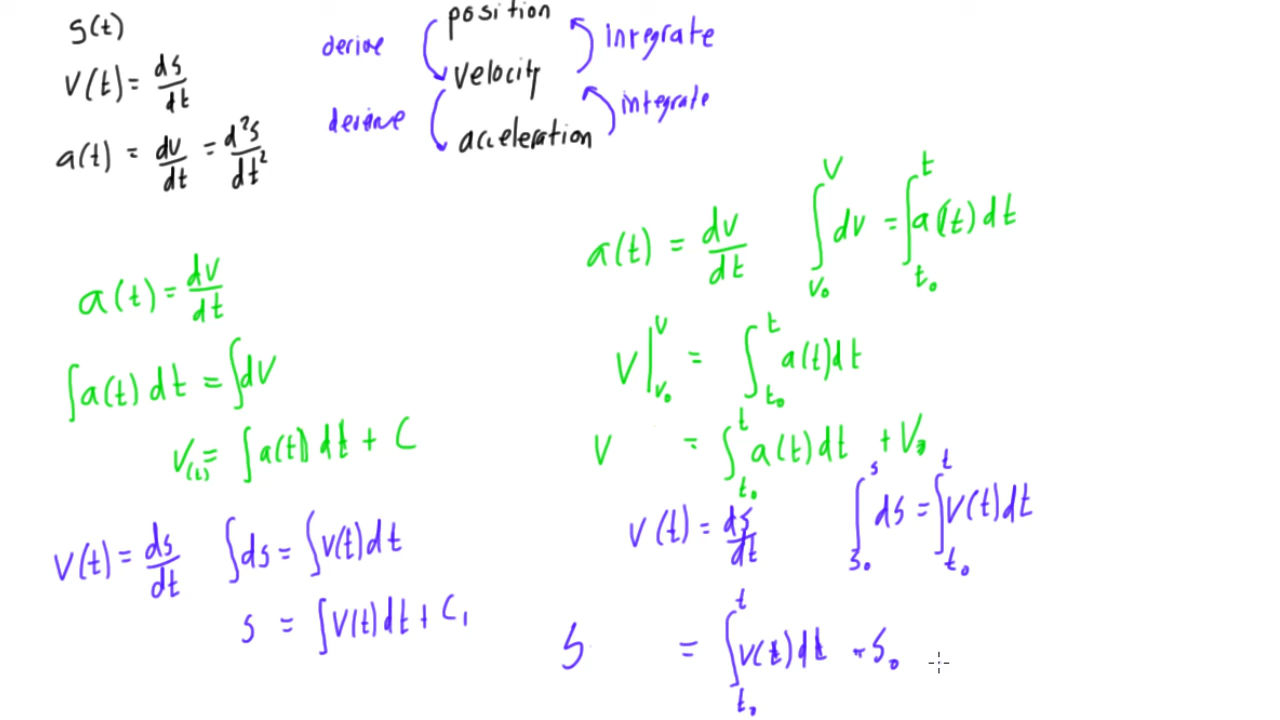 s(t)
v(t) = ds/dt
a(t) = dv/dt = d²s/dt²
position
derive velocity integrate
derive acceleration integrate
a(t) = dv/dt
∫a(t) dt = ∫dv
v(t) = ∫a(t) dt + C
v(t) = ds/dt ∫ds = ∫v(t)dt
s = ∫v(t)dt + C₁
a(t) = dv/dt ∫_{v₀}^{v} dv = ∫_{t₀}^{t} a(t) dt
v|_{v₀}^{v} = ∫_{t₀}^{t} a(t)dt
v = ∫_{t₀}^{t} a(t)dt + v₀
v(t) = ds/dt ∫_{s₀}^{s} ds = ∫_{t₀}^{t} v(t)dt
s = ∫_{t₀}^{t} v(t)dt + s₀